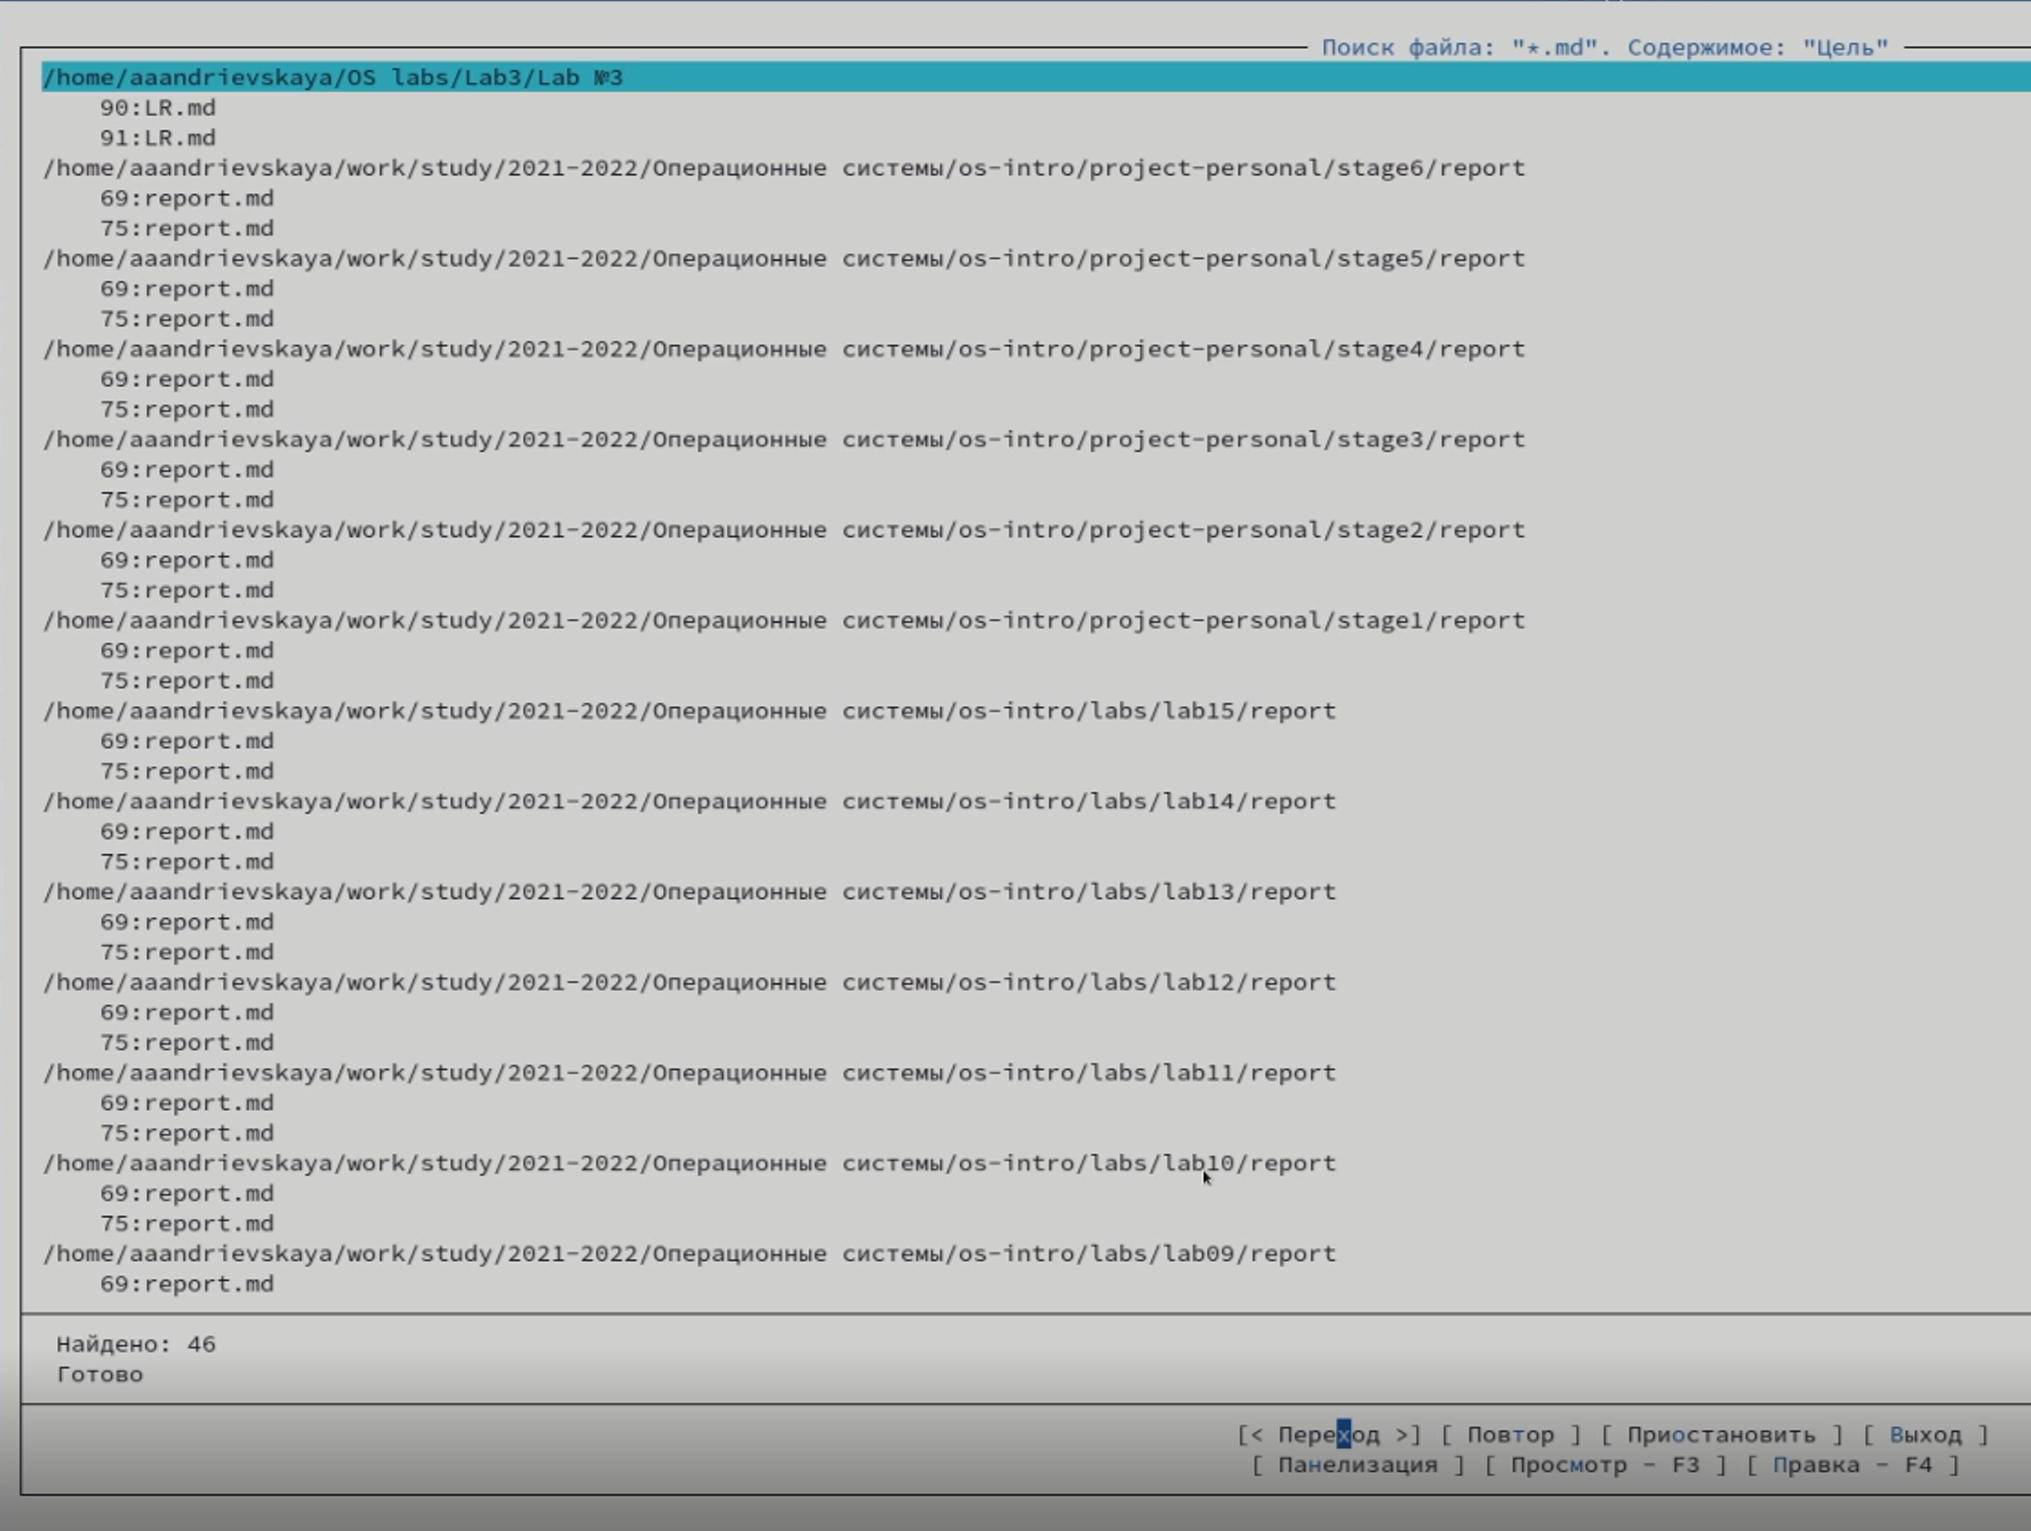 Поиск файла: "*.md". Содержимое: "Цель"
/home/aaandrievskaya/OS labs/Lab3/Lab №3
90:LR.md
91:LR.md
/home/aaandrievskaya/work/study/2021-2022/Операционные системы/os-intro/project-personal/stage6/report
69:report.md
75:report.md
/home/aaandrievskaya/work/study/2021-2022/Операционные системы/os-intro/project-personal/stage5/report
69:report.md
75:report.md
/home/aaandrievskaya/work/study/2021-2022/Операционные системы/os-intro/project-personal/stage4/report
69:report.md
75:report.md
/home/aaandrievskaya/work/study/2021-2022/Операционные системы/os-intro/project-personal/stage3/report
69:report.md
75:report.md
/home/aaandrievskaya/work/study/2021-2022/Операционные системы/os-intro/project-personal/stage2/report
69:report.md
75:report.md
/home/aaandrievskaya/work/study/2021-2022/Операционные системы/os-intro/project-personal/stage1/report
69:report.md
75:report.md
/home/aaandrievskaya/work/study/2021-2022/Операционные системы/os-intro/labs/lab15/report
69:report.md
75:report.md
/home/aaandrievskaya/work/study/2021-2022/Операционные системы/os-intro/labs/lab14/report
69:report.md
75:report.md
/home/aaandrievskaya/work/study/2021-2022/Операционные системы/os-intro/labs/lab13/report
69:report.md
75:report.md
/home/aaandrievskaya/work/study/2021-2022/Операционные системы/os-intro/labs/lab12/report
69:report.md
75:report.md
/home/aaandrievskaya/work/study/2021-2022/Операционные системы/os-intro/labs/lab11/report
69:report.md
75:report.md
/home/aaandrievskaya/work/study/2021-2022/Операционные системы/os-intro/labs/lab10/report
69:report.md
75:report.md
/home/aaandrievskaya/work/study/2021-2022/Операционные системы/os-intro/labs/lab09/report
69:report.md
Найдено: 46
Готово
[< Переход >] [ Повтор ] [ Приостановить ] [ Выход ]
[ Панелизация ] [ Просмотр - F3 ] [ Правка - F4 ]